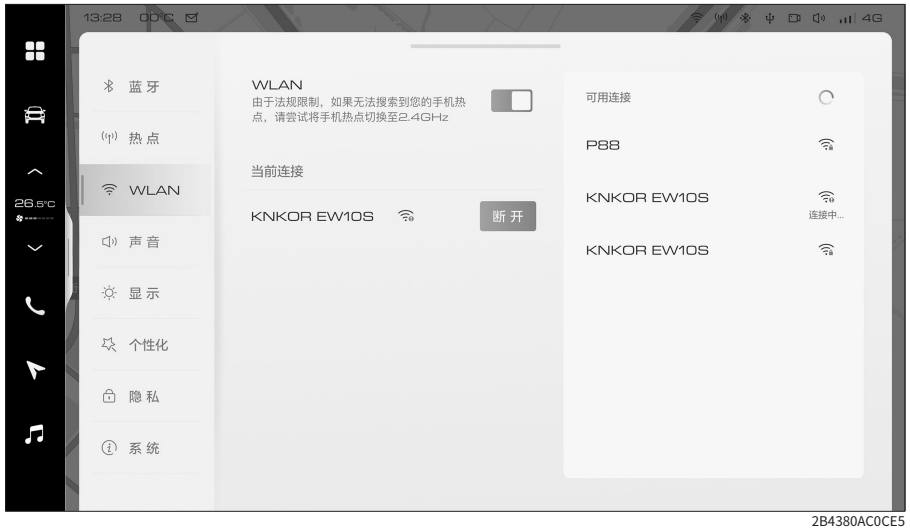 13:28 00°C 4G
蓝牙
热点
WLAN
声音
显示
个性化
隐私
系统
26.5°C
WLAN
由于法规限制，如果无法搜索到您的手机热
点，请尝试将手机热点切换至2.4GHz
当前连接
KNKOR EW10S 断开
可用连接
P88
KNKOR EW10S
连接中...
KNKOR EW10S
2B4380AC0CE5